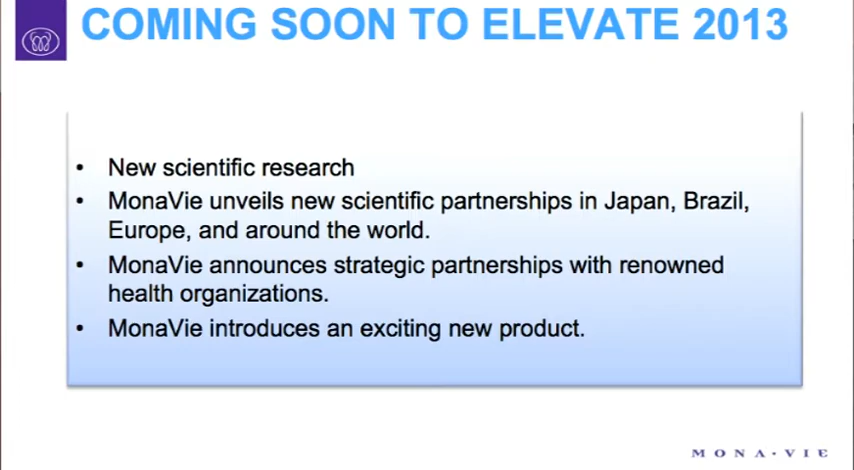 COMING SOON TO ELEVATE 2013
• New scientific research
• MonaVie unveils new scientific partnerships in Japan, Brazil,
Europe, and around the world.
• MonaVie announces strategic partnerships with renowned
health organizations.
• MonaVie introduces an exciting new product.
MONA·VIE